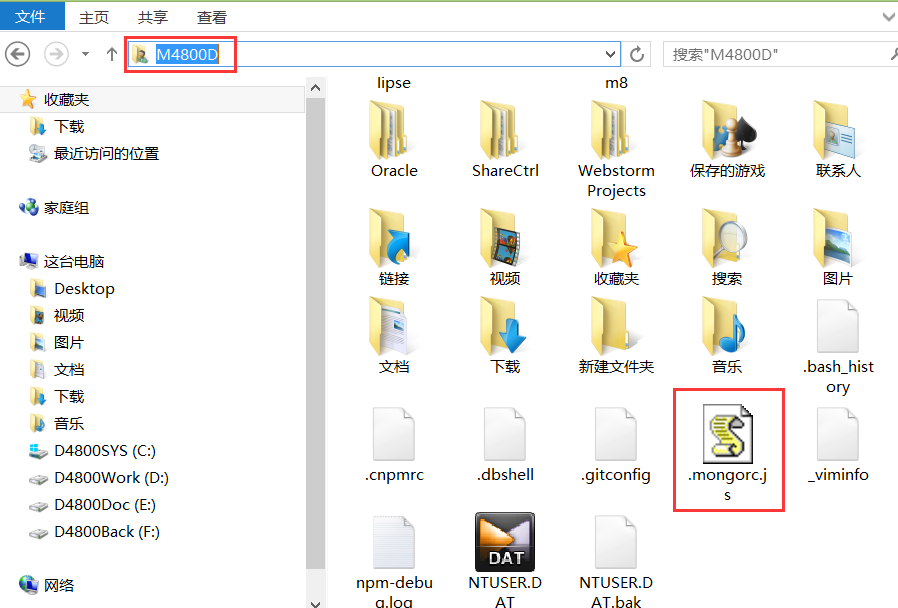 文件 主页 共享 查看
M4800D 搜索"M4800D"
收藏夹
下载
最近访问的位置
家庭组
这台电脑
Desktop
视频
图片
文档
下载
音乐
D4800SYS (C:)
D4800Work (D:)
D4800Doc (E:)
D4800Back (F:)
网络
lipse m8
Oracle ShareCtrl Webstorm 保存的游戏 联系人
Projects
链接 视频 收藏夹 搜索 图片
文档 下载 新建文件夹 音乐 .bash_hist
ory
.cnpmrc .dbshell .gitconfig .mongorc.j _viminfo
s
DAT
npm-debu NTUSER.D NTUSER.D
g.log AT AT.bak